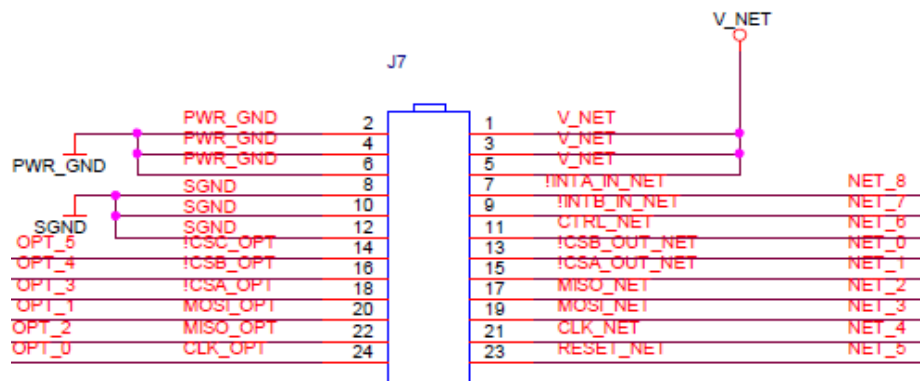 V_NET
J7
PWR_GND 2 1 V_NET
PWR_GND 4 3 V_NET
PWR_GND PWR_GND 6 5 V_NET
SGND 8 7 !INTA_IN_NET NET_8
SGND 10 9 !INTB_IN_NET NET_7
SGND SGND 12 11 CTRL_NET NET_6
OPT_5 !CSC_OPT 14 13 !CSB_OUT_NET NET_0
OPT_4 !CSB_OPT 16 15 !CSA_OUT_NET NET_1
OPT_3 !CSA_OPT 18 17 MISO_NET NET_2
OPT_1 MOSI_OPT 20 19 MOSI_NET NET_3
OPT_2 MISO_OPT 22 21 CLK_NET NET_4
OPT_0 CLK_OPT 24 23 RESET_NET NET_5